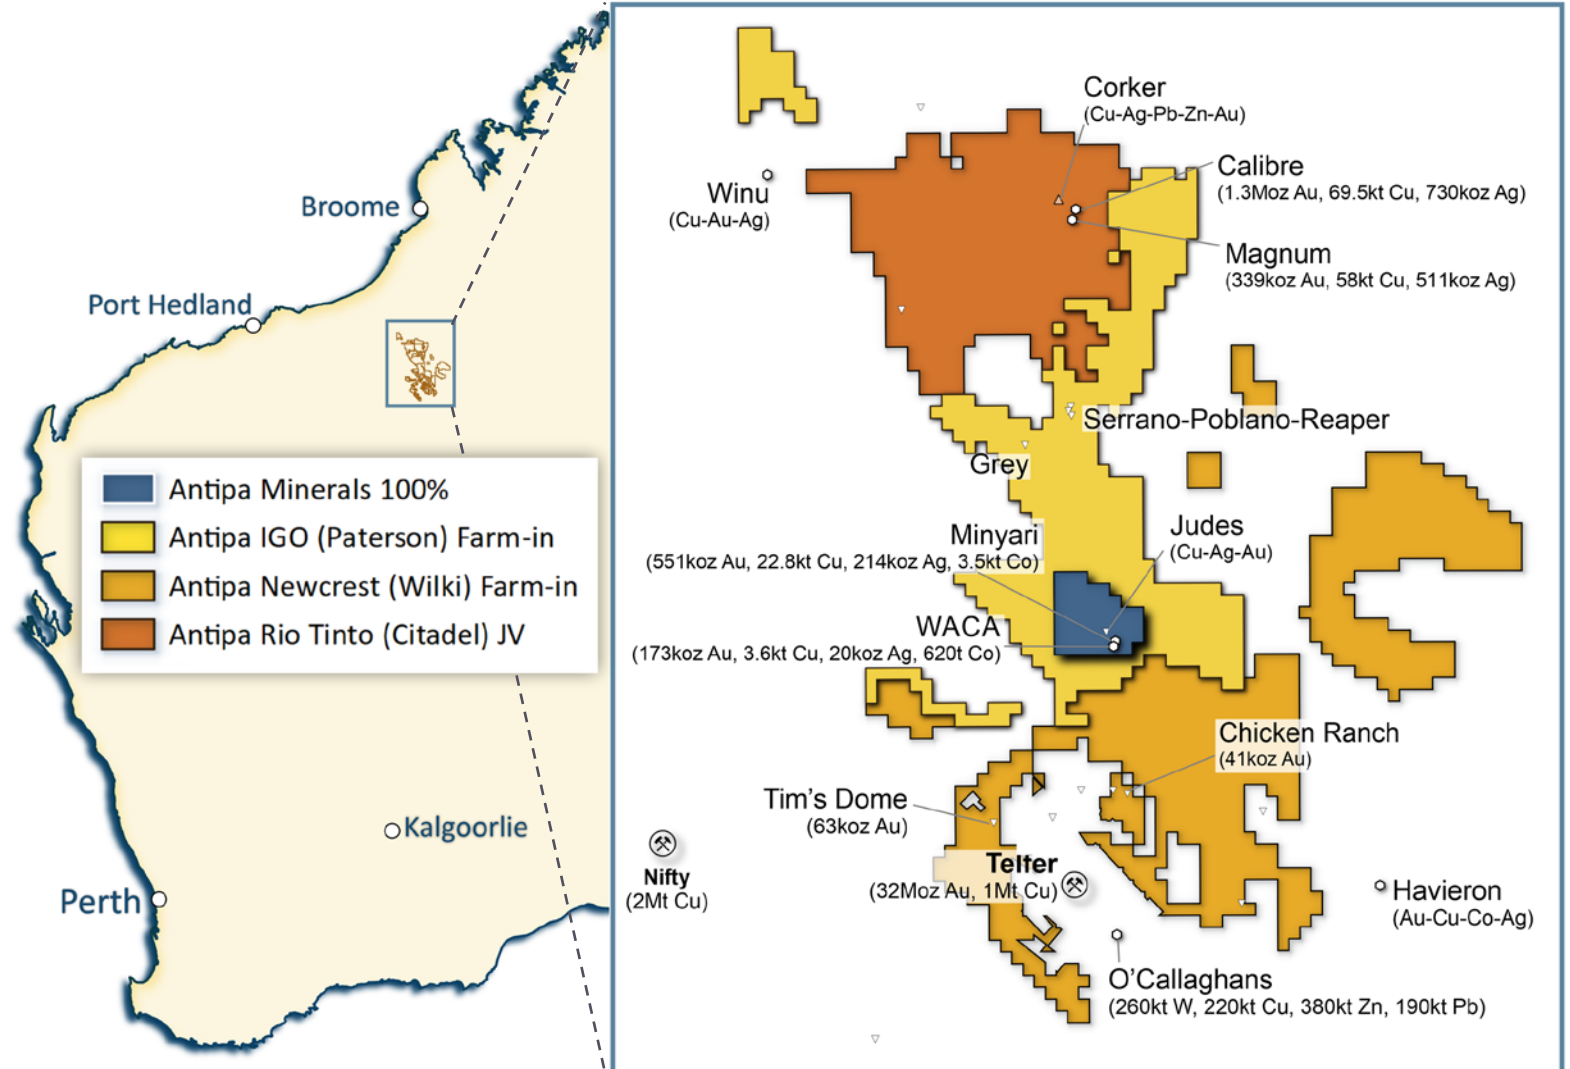 Broome
Port Hedland
Antipa Minerals 100%
Antipa IGO (Paterson) Farm-in
Antipa Newcrest (Wilki) Farm-in
Antipa Rio Tinto (Citadel) JV
Kalgoorlie
Perth
Corker
(Cu-Ag-Pb-Zn-Au)
Calibre
(1.3Moz Au, 69.5kt Cu, 730koz Ag)
Winu
(Cu-Au-Ag)
Magnum
(339koz Au, 58kt Cu, 511koz Ag)
Serrano-Poblano-Reaper
Grey
Minyari
(551koz Au, 22.8kt Cu, 214koz Ag, 3.5kt Co)
Judes
(Cu-Ag-Au)
WACA
(173koz Au, 3.6kt Cu, 20koz Ag, 620t Co)
Chicken Ranch
(41koz Au)
Tim's Dome
(63koz Au)
Telfer
(32Moz Au, 1Mt Cu)
Nifty
(2Mt Cu)
Havieron
(Au-Cu-Co-Ag)
O'Callaghans
(260kt W, 220kt Cu, 380kt Zn, 190kt Pb)